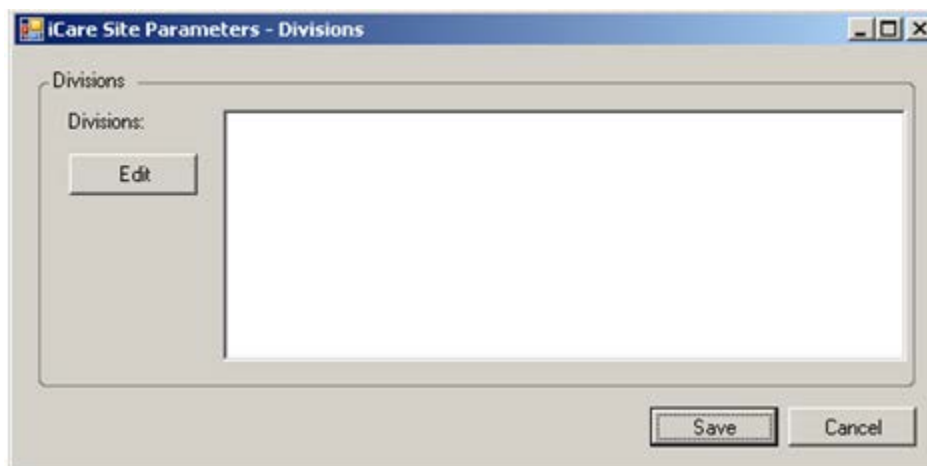 iCare Site Parameters - Divisions
Divisions
Divisions:
Edit
Save
Cancel